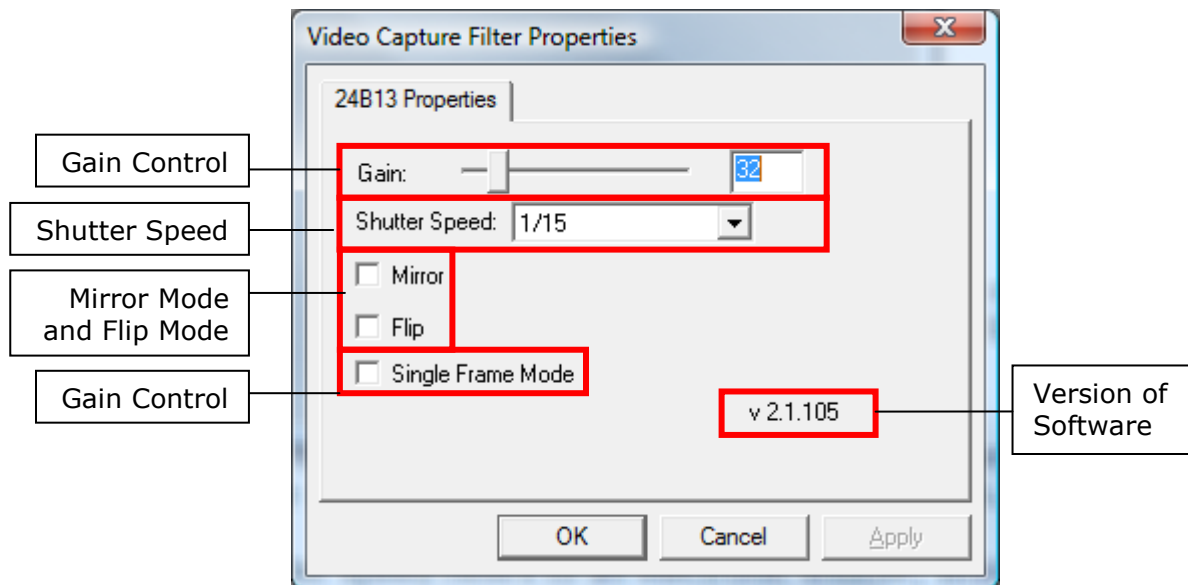 Video Capture Filter Properties
24B13 Properties
Gain Control
Gain:
32
Shutter Speed
Shutter Speed:
1/15
Mirror Mode
and Flip Mode
Mirror
Flip
Gain Control
Single Frame Mode
v 2.1.105
Version of
Software
OK
Cancel
Apply